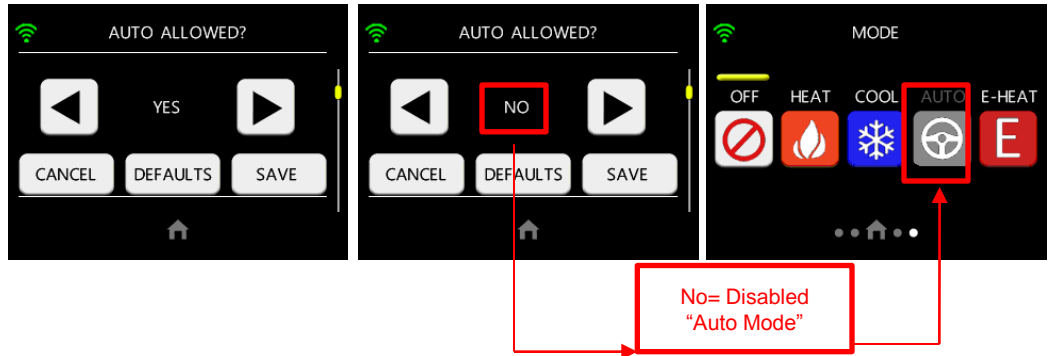 AUTO ALLOWED?
YES
CANCEL DEFAULTS SAVE
AUTO ALLOWED?
NO
CANCEL DEFAULTS SAVE
MODE
OFF HEAT COOL AUTO E-HEAT
E
No= Disabled
“Auto Mode”